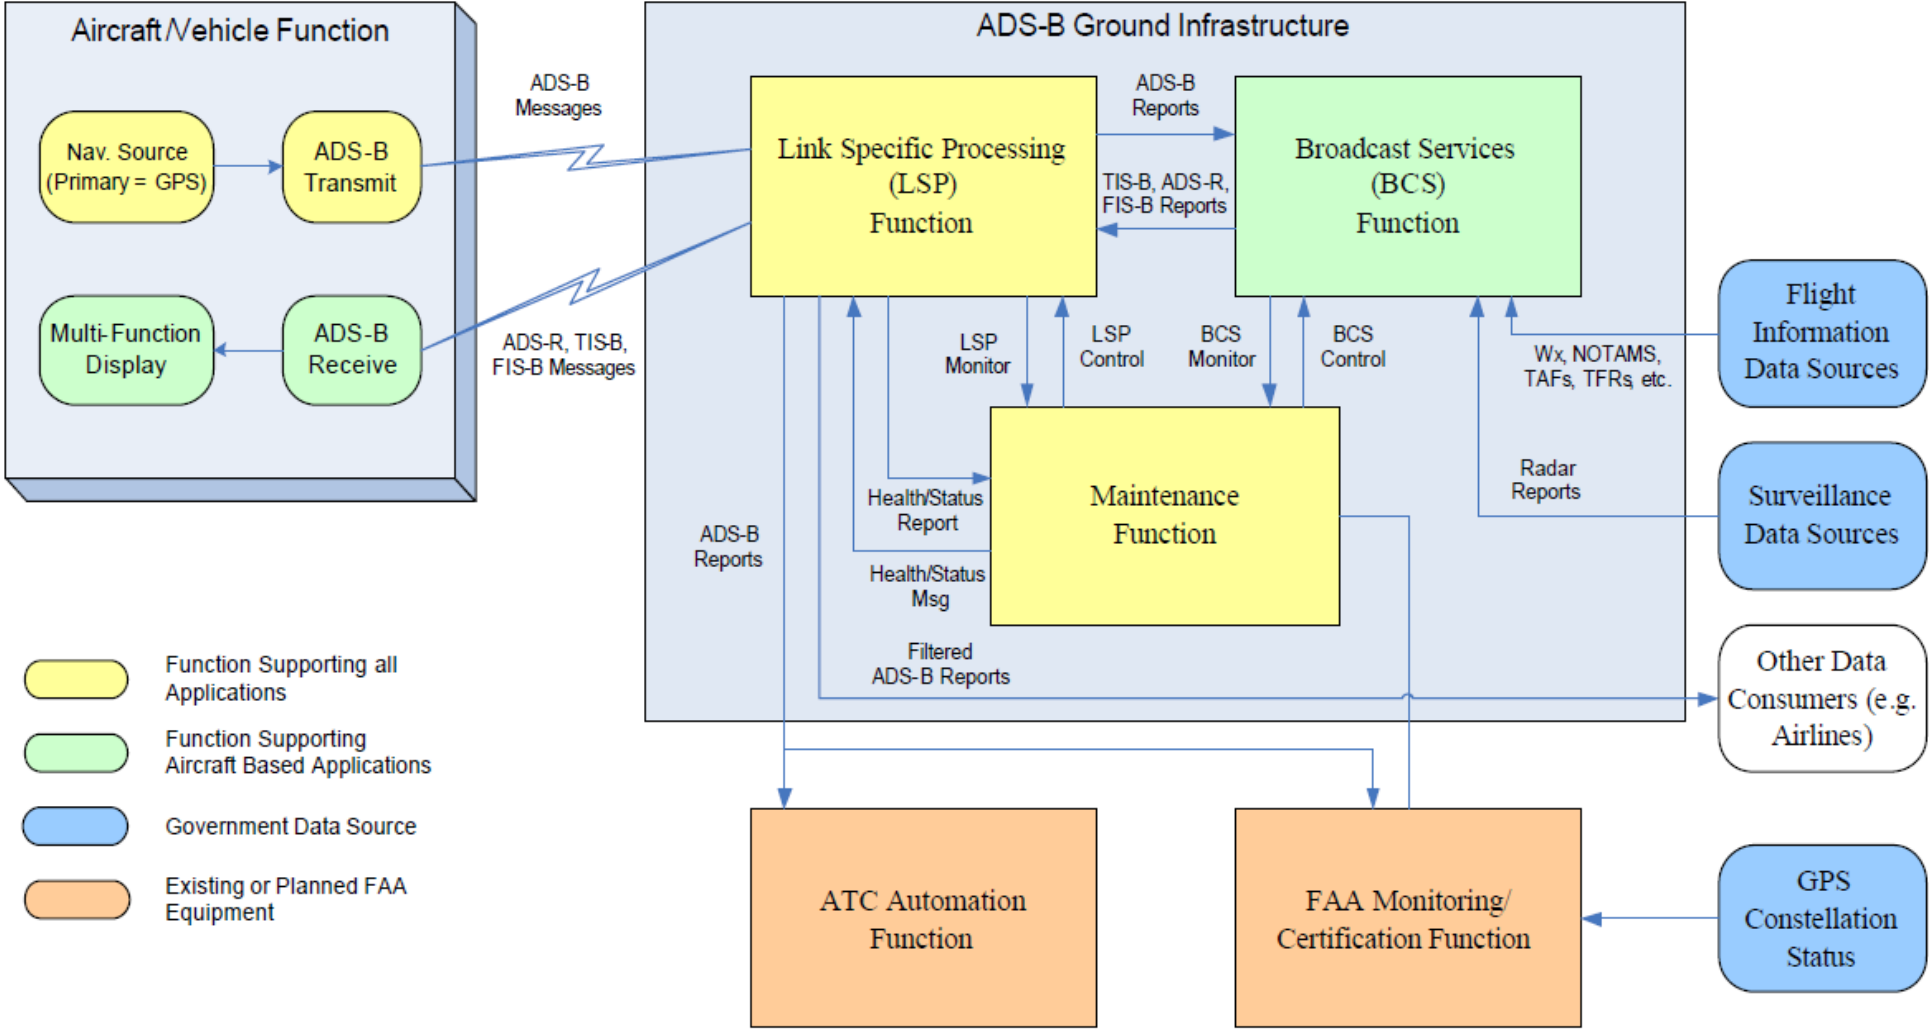 Aircraft/Vehicle Function
ADS-B Ground Infrastructure
ADS-B
Messages
Nav. Source
(Primary = GPS)
ADS-B
Transmit
Multi-Function
Display
ADS-B
Receive
ADS-R, TIS-B,
FIS-B Messages
Link Specific Processing
(LSP)
Function
ADS-B
Reports
TIS-B, ADS-R,
FIS-B Reports
Broadcast Services
(BCS)
Function
LSP
Monitor
LSP
Control
BCS
Monitor
BCS
Control
Wx, NOTAMS,
TAFs, TFRs, etc.
Flight
Information
Data Sources
Radar
Reports
Surveillance
Data Sources
Maintenance
Function
Health/Status
Report
Health/Status
Msg
ADS-B
Reports
Filtered
ADS-B Reports
Other Data
Consumers (e.g.
Airlines)
Function Supporting all
Applications
Function Supporting
Aircraft Based Applications
Government Data Source
Existing or Planned FAA
Equipment
ATC Automation
Function
FAA Monitoring/
Certification Function
GPS
Constellation
Status